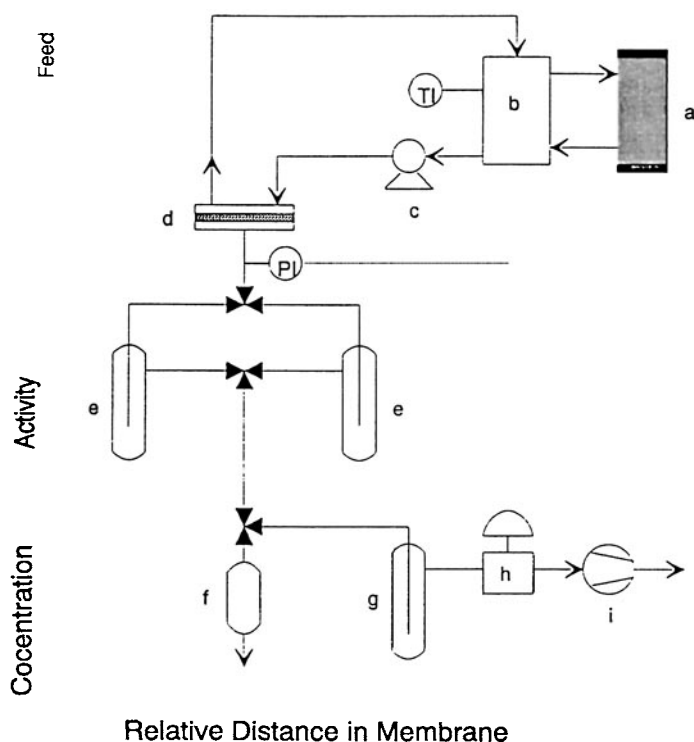 Feed
a
b
TI
c
d
PI
e
e
Activity
f
g
h
i
Cocentration
Relative Distance in Membrane